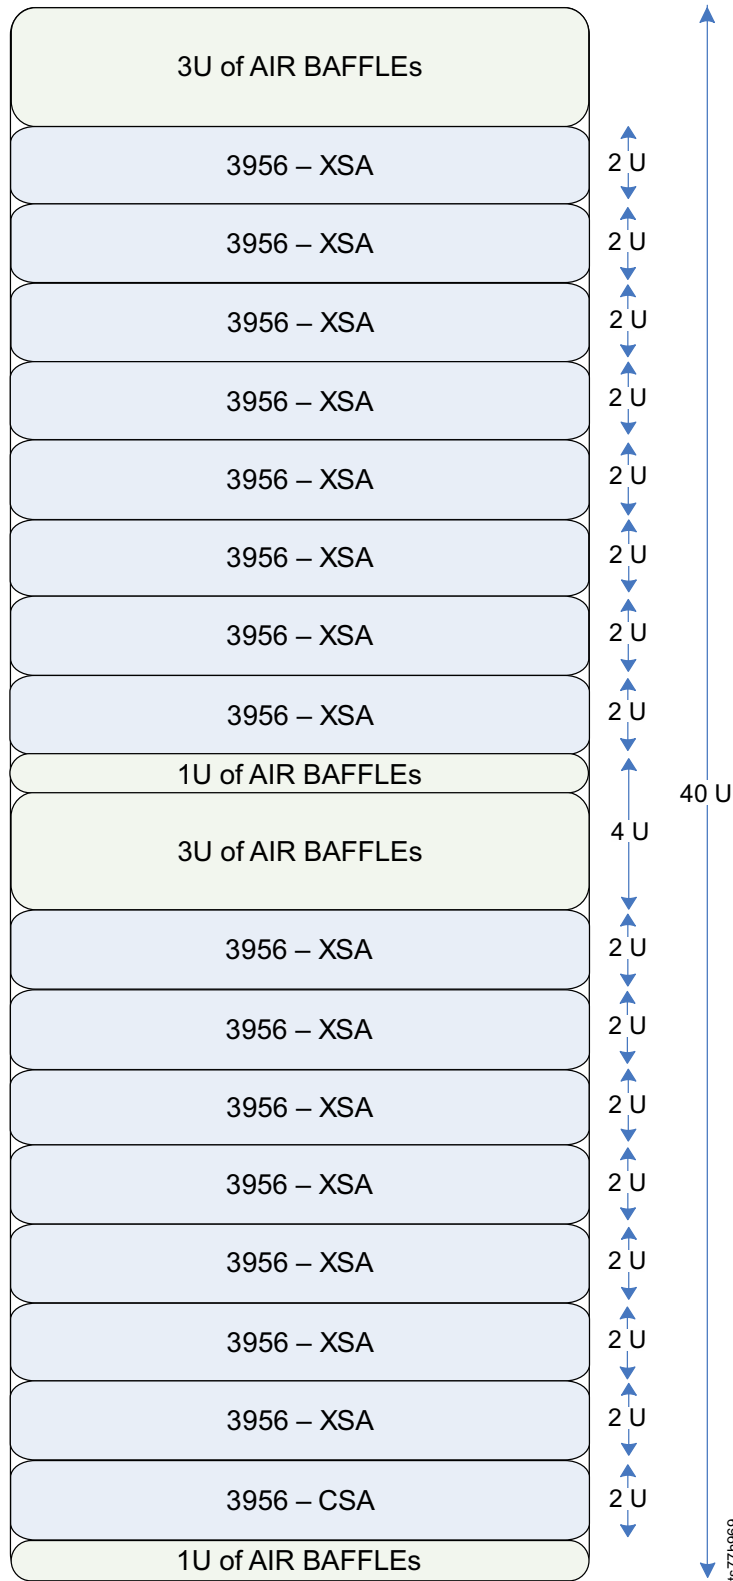 3U of AIR BAFFLEs
3956 – XSA
2 U
3956 – XSA
2 U
3956 – XSA
2 U
3956 – XSA
2 U
3956 – XSA
2 U
3956 – XSA
2 U
3956 – XSA
2 U
3956 – XSA
2 U
1U of AIR BAFFLEs
40 U
4 U
3U of AIR BAFFLEs
3956 – XSA
2 U
3956 – XSA
2 U
3956 – XSA
2 U
3956 – XSA
2 U
3956 – XSA
2 U
3956 – XSA
2 U
3956 – XSA
2 U
3956 – CSA
2 U
1U of AIR BAFFLEs
ts77h969